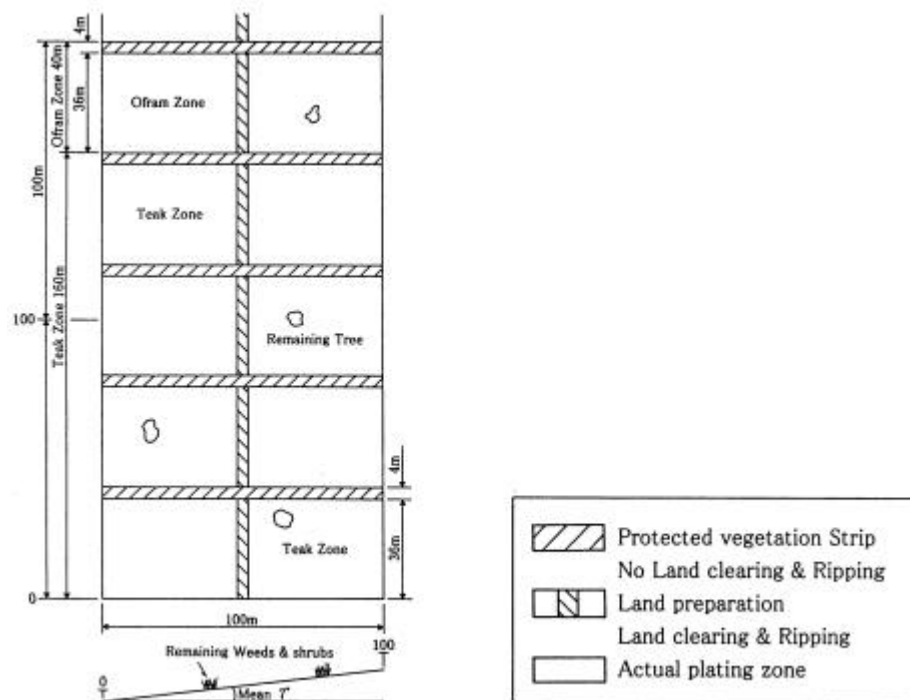 4m
Ofram Zone 40m
36m
Ofram Zone
100m
Teak Zone
Teak Zone 160m
100
Remaining Tree
4m
36m
Teak Zone
0
100m
100
Remaining Weeds & shrubs
0
Mean 7°
Protected vegetation Strip
No Land clearing & Ripping
Land preparation
Land clearing & Ripping
Actual plating zone